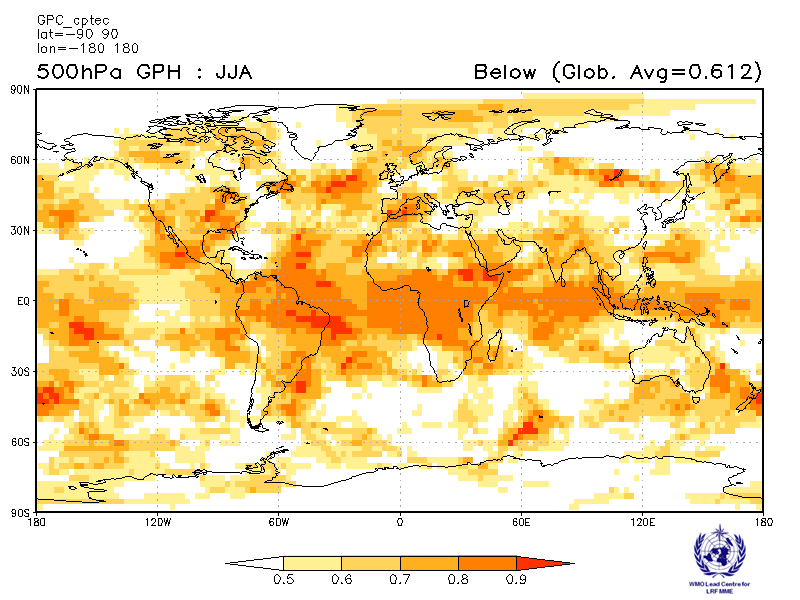 GPC_cptec
lat=-90 90
lon=-180 180
500hPa GPH : JJA
Below (Glob. Avg=0.612)
90N
60N
30N
EQ
30S
60S
90S
180 120W 60W 0 60E 120E 180
0.5 0.6 0.7 0.8 0.9
WMO Lead Centre for
LRF MME